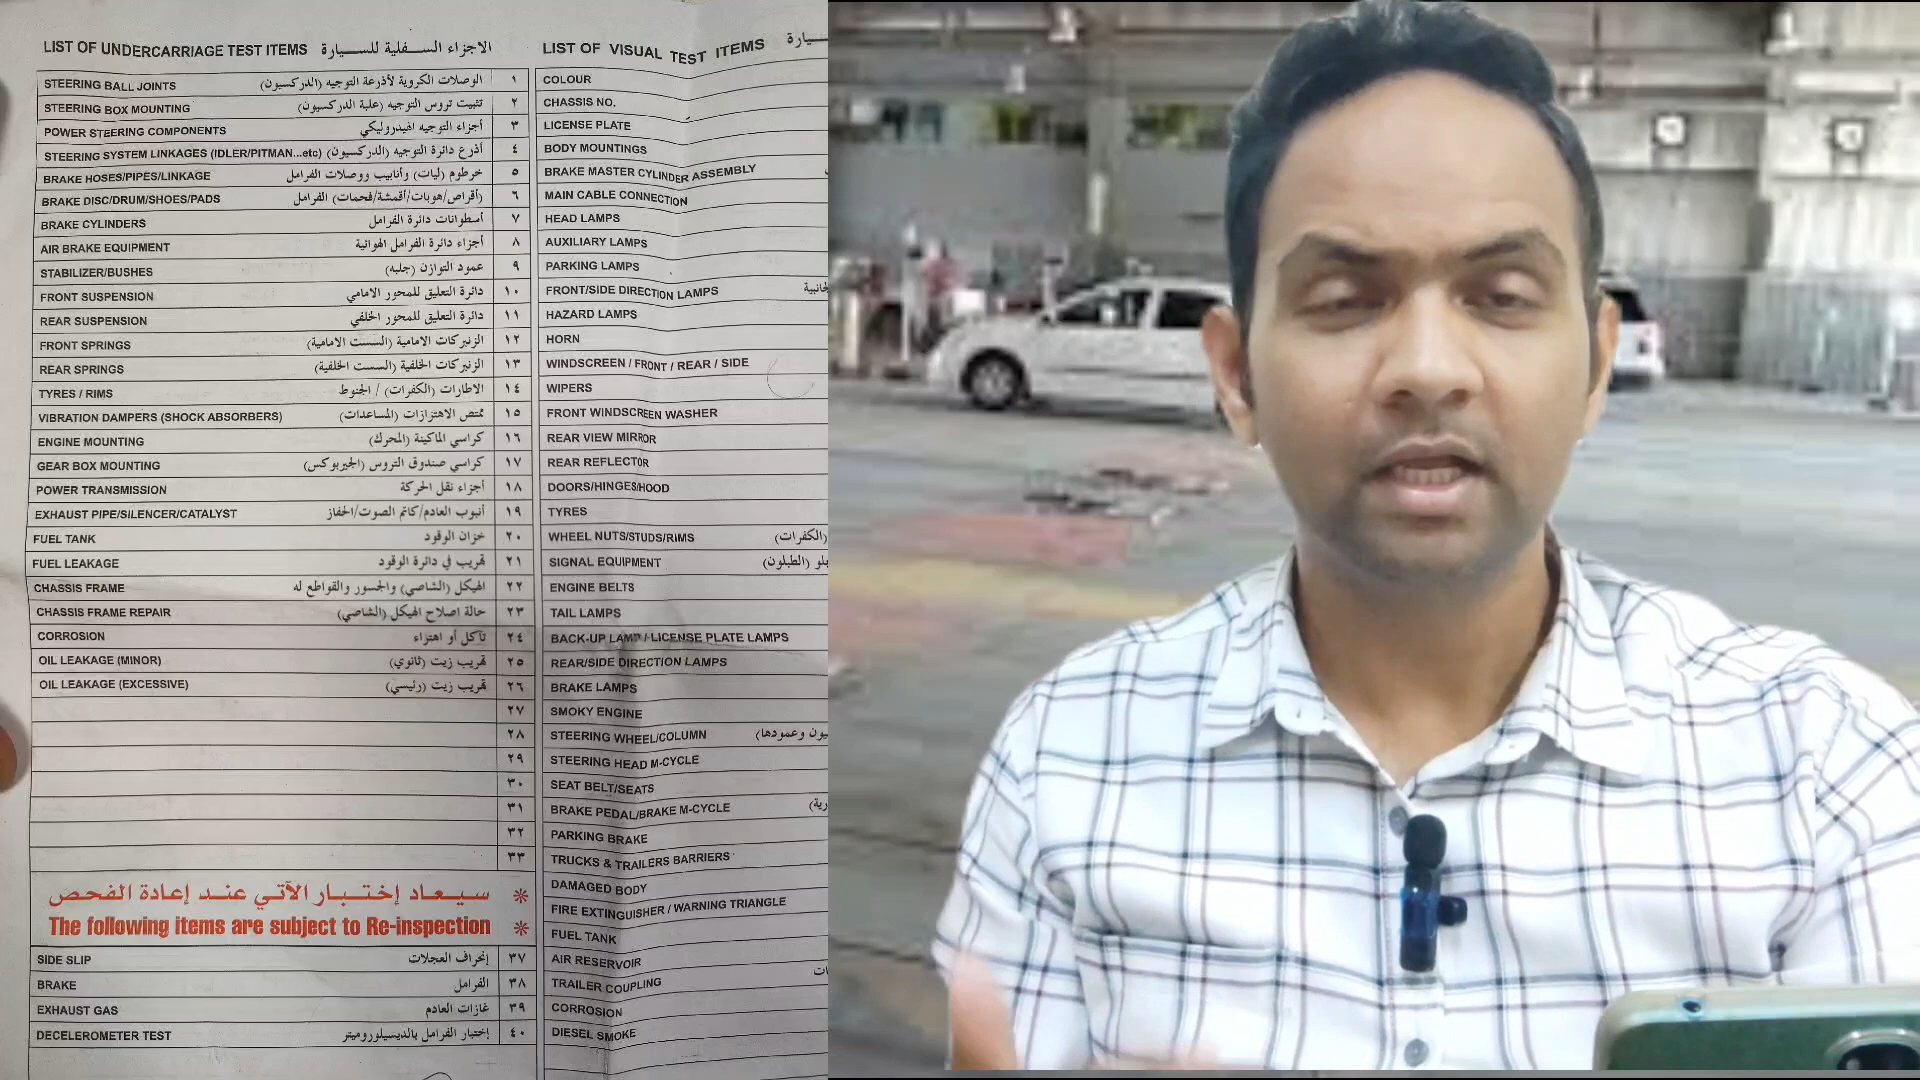 LIST OF UNDERCARRIAGE TEST ITEMS الاجزاء السفلية للسيارة
STEERING BALL JOINTS الوصلات الكروية لأذرعة التوجيه (الدركسيون) ١
STEERING BOX MOUNTING تثبيت تروس التوجيه (علبة الدركسيون) ٢
POWER STEERING COMPONENTS أجزاء التوجيه الهيدروليكي ٣
STEERING SYSTEM LINKAGES (IDLER/PITMAN...etc) أذرع دائرة التوجيه (الدركسيون) ٤
BRAKE HOSES/PIPES/LINKAGE خرطوم (ليات) وأنابيب ووصلات الفرامل ٥
BRAKE DISC/DRUM/SHOES/PADS (أقراص/هوبات/أقمشة/فحمات) الفرامل ٦
BRAKE CYLINDERS أسطوانات دائرة الفرامل ٧
AIR BRAKE EQUIPMENT أجزاء دائرة الفرامل الهوائية ٨
STABILIZER/BUSHES عمود التوازن (جلبه) ٩
FRONT SUSPENSION دائرة التعليق للمحور الامامي ١٠
REAR SUSPENSION دائرة التعليق للمحور الخلفي ١١
FRONT SPRINGS الزنبركات الامامية (السست الامامية) ١٢
REAR SPRINGS الزنبركات الخلفية (السست الخلفية) ١٣
TYRES / RIMS الاطارات (الكفرات) / الجنوط ١٤
VIBRATION DAMPERS (SHOCK ABSORBERS) ممتص الاهتزازات (المساعدات) ١٥
ENGINE MOUNTING كراسي الماكينة (المحرك) ١٦
GEAR BOX MOUNTING كراسي صندوق التروس (الجيربوكس) ١٧
POWER TRANSMISSION أجزاء نقل الحركة ١٨
EXHAUST PIPE/SILENCER/CATALYST أنبوب العادم/كاتم الصوت/الحفاز ١٩
FUEL TANK خزان الوقود ٢٠
FUEL LEAKAGE تهريب في دائرة الوقود ٢١
CHASSIS FRAME الهيكل (الشاصي) والجسور والقواطع له ٢٢
CHASSIS FRAME REPAIR حالة اصلاح الهيكل (الشاصي) ٢٣
CORROSION تآكل أو اهتراء ٢٤
OIL LEAKAGE (MINOR) تهريب زيت (ثانوي) ٢٥
OIL LEAKAGE (EXCESSIVE) تهريب زيت (رئيسي) ٢٦
٢٧
٢٨
٢٩
٣٠
٣١
٣٢
٣٣
سيعاد إختبار الآتي عند إعادة الفحص *
The following items are subject to Re-inspection *
SIDE SLIP إنحراف العجلات ٣٧
BRAKE الفرامل ٣٨
EXHAUST GAS غازات العادم ٣٩
DECELEROMETER TEST إختبار الفرامل بالديسيلوروميتر ٤٠
LIST OF VISUAL TEST ITEMS
COLOUR
CHASSIS NO.
LICENSE PLATE
BODY MOUNTINGS
BRAKE MASTER CYLINDER ASSEMBLY
MAIN CABLE CONNECTION
HEAD LAMPS
AUXILIARY LAMPS
PARKING LAMPS
FRONT/SIDE DIRECTION LAMPS
HAZARD LAMPS
HORN
WINDSCREEN / FRONT / REAR / SIDE
WIPERS
FRONT WINDSCREEN WASHER
REAR VIEW MIRROR
REAR REFLECTOR
DOORS/HINGES/HOOD
TYRES
WHEEL NUTS/STUDS/RIMS (الكفرات)
SIGNAL EQUIPMENT (الطبلون)
ENGINE BELTS
TAIL LAMPS
BACK-UP LAMP / LICENSE PLATE LAMPS
REAR/SIDE DIRECTION LAMPS
BRAKE LAMPS
SMOKY ENGINE
STEERING WHEEL/COLUMN وعمودها)
STEERING HEAD M-CYCLE
SEAT BELT/SEATS
BRAKE PEDAL/BRAKE M-CYCLE
PARKING BRAKE
TRUCKS & TRAILERS BARRIERS
DAMAGED BODY
FIRE EXTINGUISHER / WARNING TRIANGLE
FUEL TANK
AIR RESERVOIR
TRAILER COUPLING
CORROSION
DIESEL SMOKE